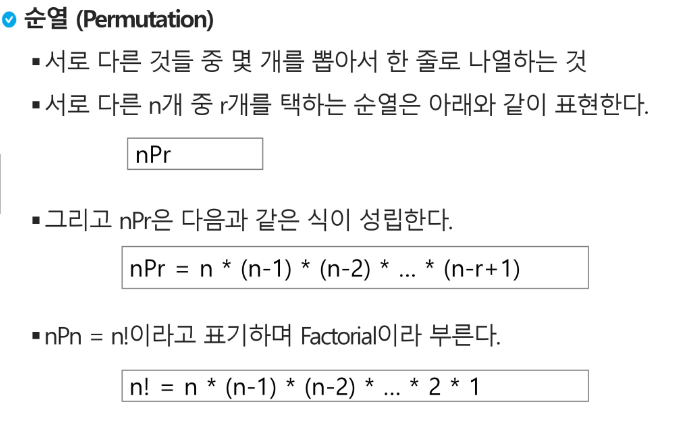 순열 (Permutation)
▪서로 다른 것들 중 몇 개를 뽑아서 한 줄로 나열하는 것
▪서로 다른 n개 중 r개를 택하는 순열은 아래와 같이 표현한다.
nPr
▪그리고 nPr은 다음과 같은 식이 성립한다.
nPr = n * (n-1) * (n-2) * ... * (n-r+1)
▪nPn = n!이라고 표기하며 Factorial이라 부른다.
n! = n * (n-1) * (n-2) * ... * 2 * 1